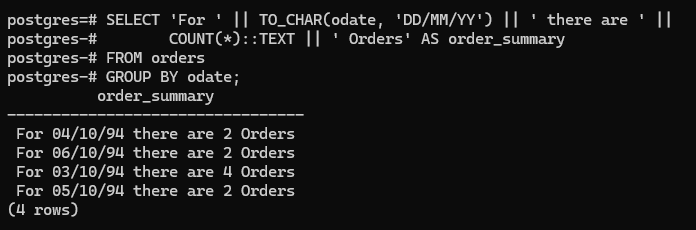 postgres=# SELECT 'For ' || TO_CHAR(odate, 'DD/MM/YY') || ' there are ' ||
postgres-#        COUNT(*)::TEXT || ' Orders' AS order_summary
postgres-# FROM orders
postgres-# GROUP BY odate;
          order_summary
---------------------------------
 For 04/10/94 there are 2 Orders
 For 06/10/94 there are 2 Orders
 For 03/10/94 there are 4 Orders
 For 05/10/94 there are 2 Orders
(4 rows)